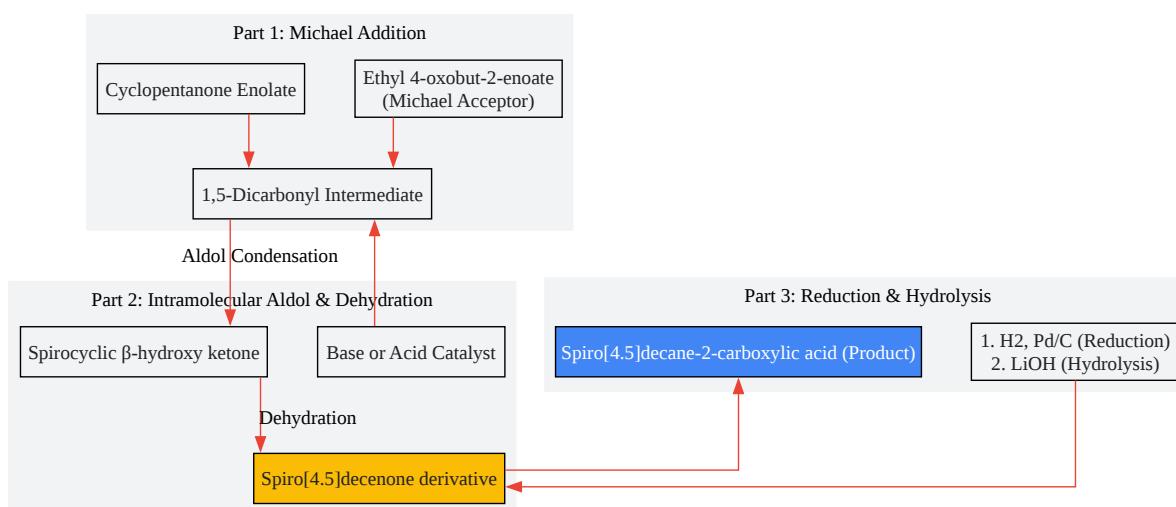 Part 1: Michael Addition
Cyclopentanone Enolate
Ethyl 4-oxobut-2-enoate
(Michael Acceptor)
1,5-Dicarbonyl Intermediate
Aldol Condensation
Part 2: Intramolecular Aldol & Dehydration
Spirocyclic β-hydroxy ketone
Base or Acid Catalyst
Dehydration
Spiro[4.5]decenone derivative
Part 3: Reduction & Hydrolysis
Spiro[4.5]decane-2-carboxylic acid (Product)
1. H2, Pd/C (Reduction)
2. LiOH (Hydrolysis)